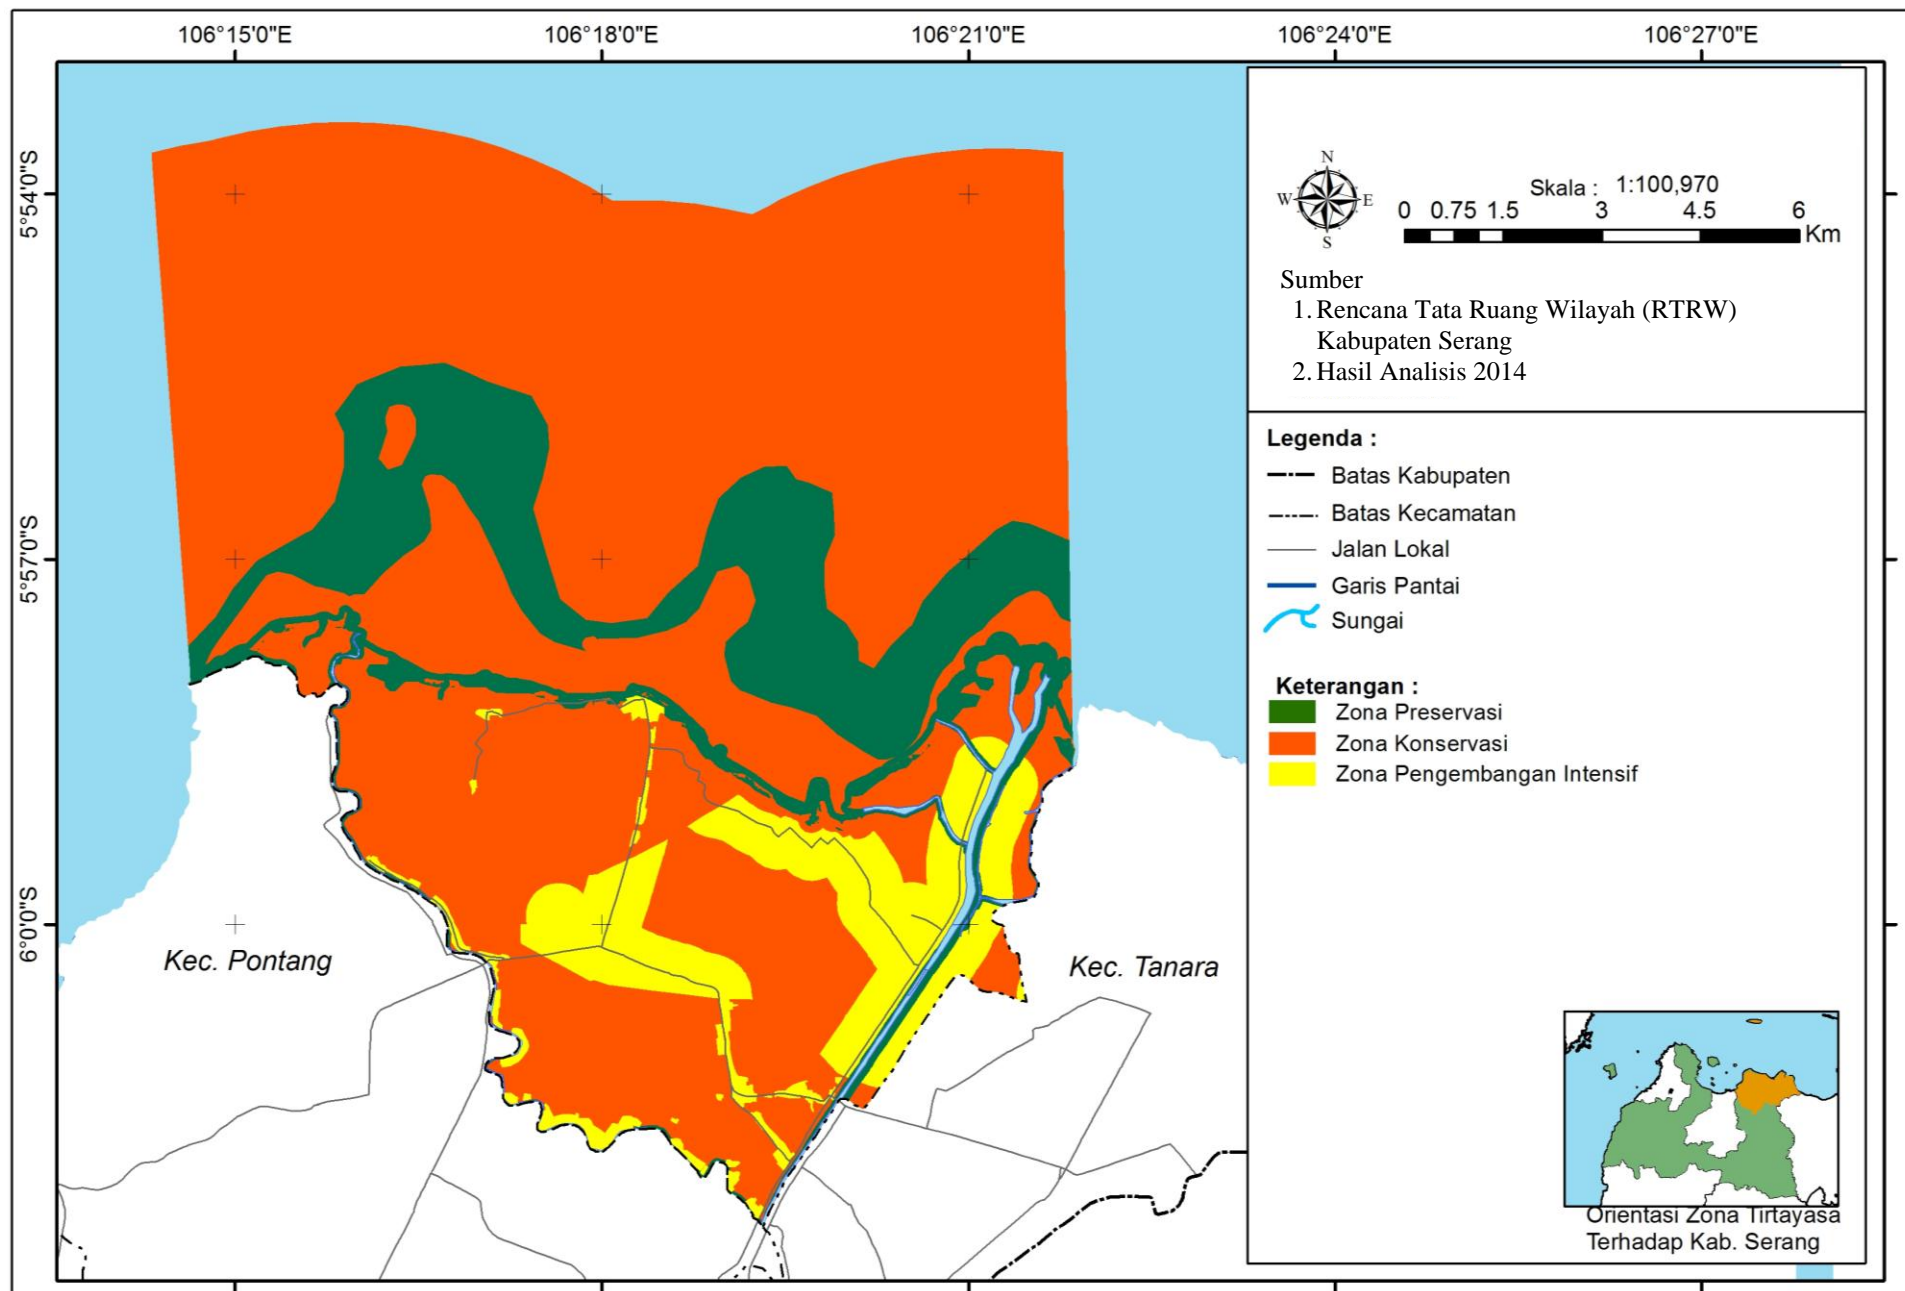 106°15'0"E 106°18'0"E 106°21'0"E 106°24'0"E 106°27'0"E
5°54'0"S
5°57'0"S
6°0'0"S
N
W E
S
Skala : 1:100,970
0 0.75 1.5 3 4.5 6
Km
Sumber
1. Rencana Tata Ruang Wilayah (RTRW)
Kabupaten Serang
2. Hasil Analisis 2014
Legenda :
Batas Kabupaten
Batas Kecamatan
Jalan Lokal
Garis Pantai
Sungai
Keterangan :
Zona Preservasi
Zona Konservasi
Zona Pengembangan Intensif
Kec. Pontang
Kec. Tanara
Orientasi Zona Tirtayasa
Terhadap Kab. Serang